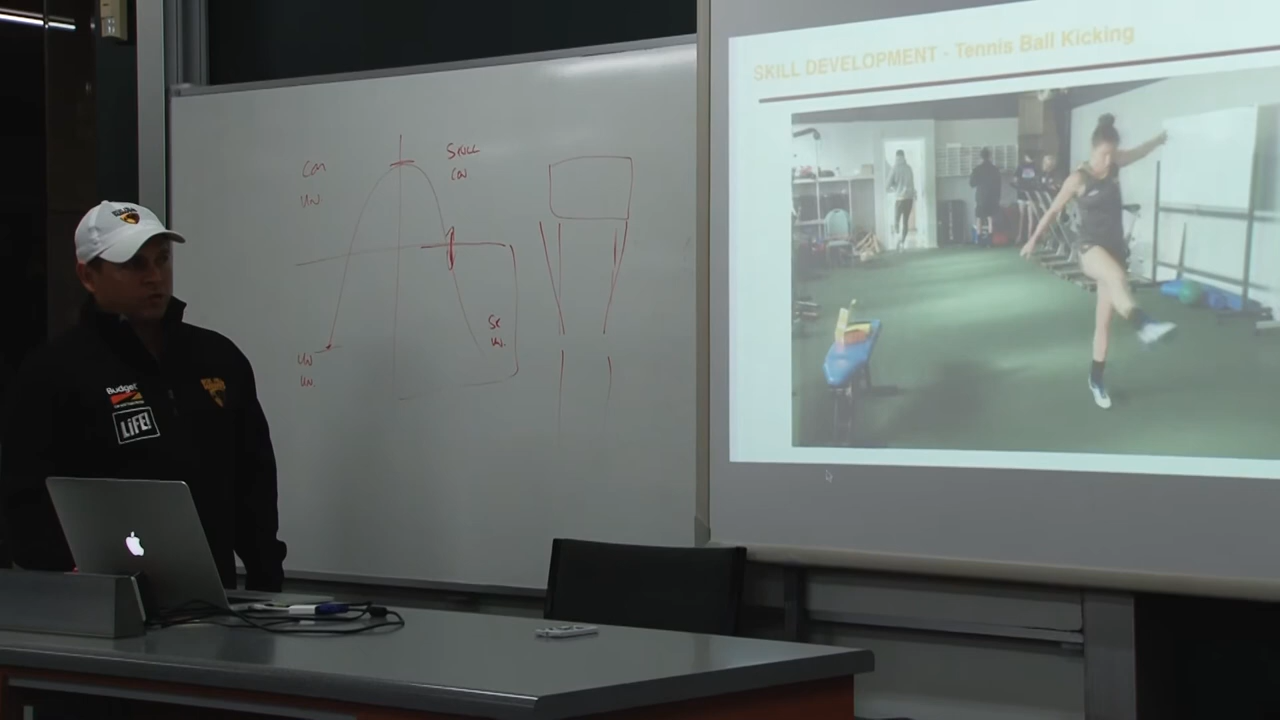 SKILL DEVELOPMENT - Tennis Ball Kicking
SKILL
CON
CON
UN
UN
UN.
Budget
LiFE!